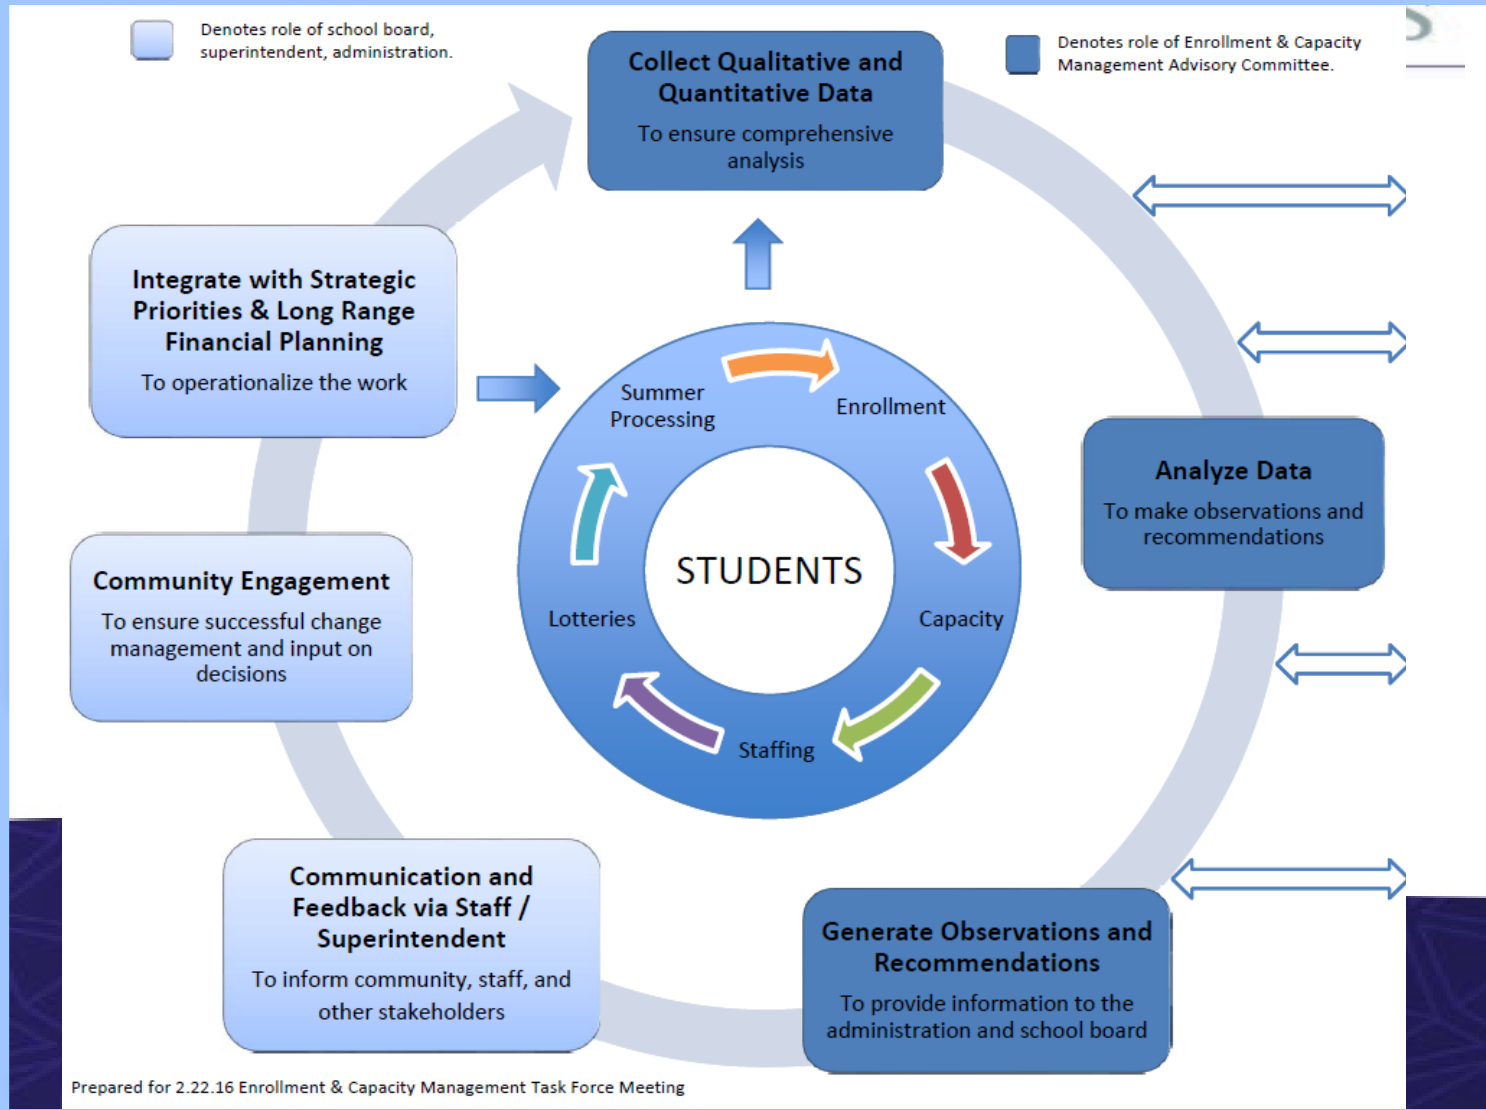 Denotes role of school board,
superintendent, administration.
Denotes role of Enrollment & Capacity
Management Advisory Committee.
Collect Qualitative and
Quantitative Data
To ensure comprehensive
analysis
Integrate with Strategic
Priorities & Long Range
Financial Planning
To operationalize the work
Summer
Processing
Enrollment
Analyze Data
To make observations and
recommendations
STUDENTS
Community Engagement
To ensure successful change
management and input on
decisions
Lotteries
Capacity
Staffing
Communication and
Feedback via Staff /
Superintendent
To inform community, staff, and
other stakeholders
Generate Observations and
Recommendations
To provide information to the
administration and school board
Prepared for 2.22.16 Enrollment & Capacity Management Task Force Meeting